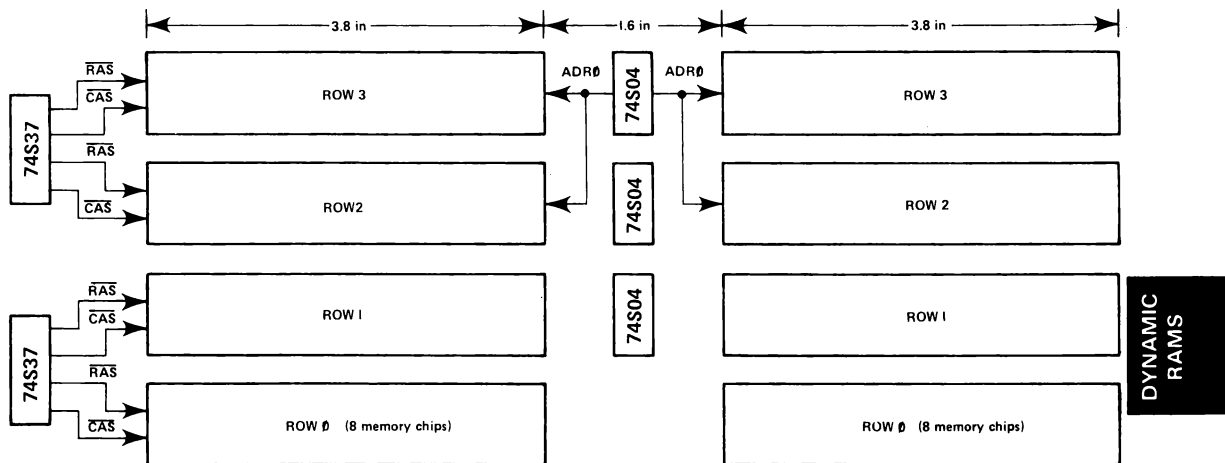 3.8 in
1.6 in
3.8 in
RAS
CAS
RAS
CAS
74S37
ROW 3
ADRØ
74S04
ADRØ
ROW 3
ROW2
74S04
ROW 2
RAS
CAS
RAS
CAS
74S37
ROW I
74S04
ROW I
ROW Ø (8 memory chips)
ROW Ø (8 memory chips)
DYNAMIC
RAMS